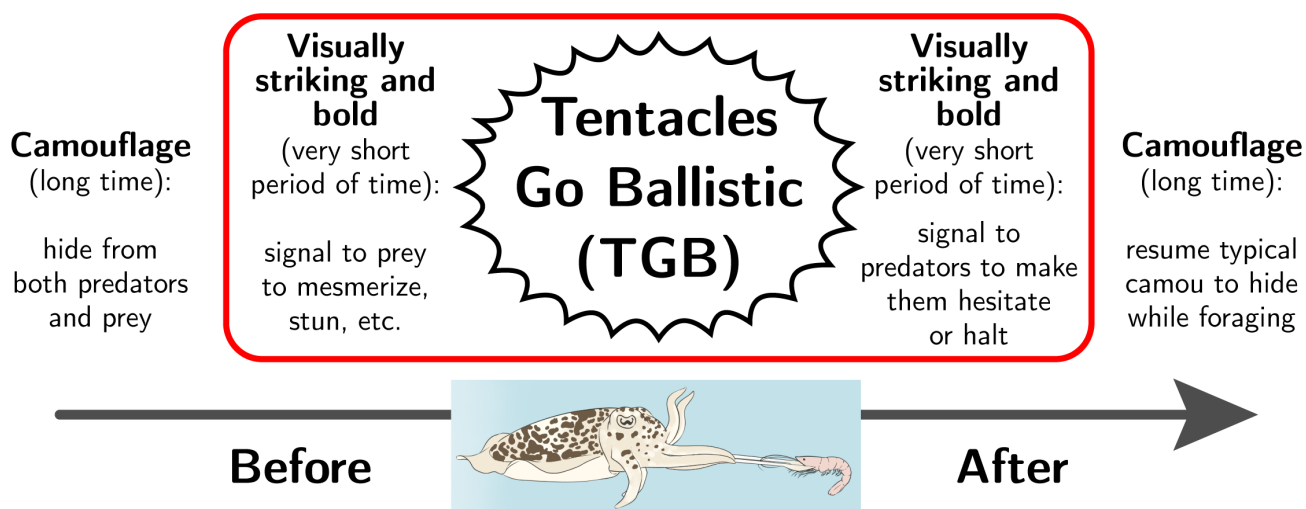 Camouflage
(long time):
hide from
both predators
and prey
Visually
striking and
bold
(very short
period of time):
signal to prey
to mesmerize,
stun, etc.
Tentacles
Go Ballistic
(TGB)
Visually
striking and
bold
(very short
period of time):
signal to
predators to make
them hesitate
or halt
Camouflage
(long time):
resume typical
camou to hide
while foraging
Before
After